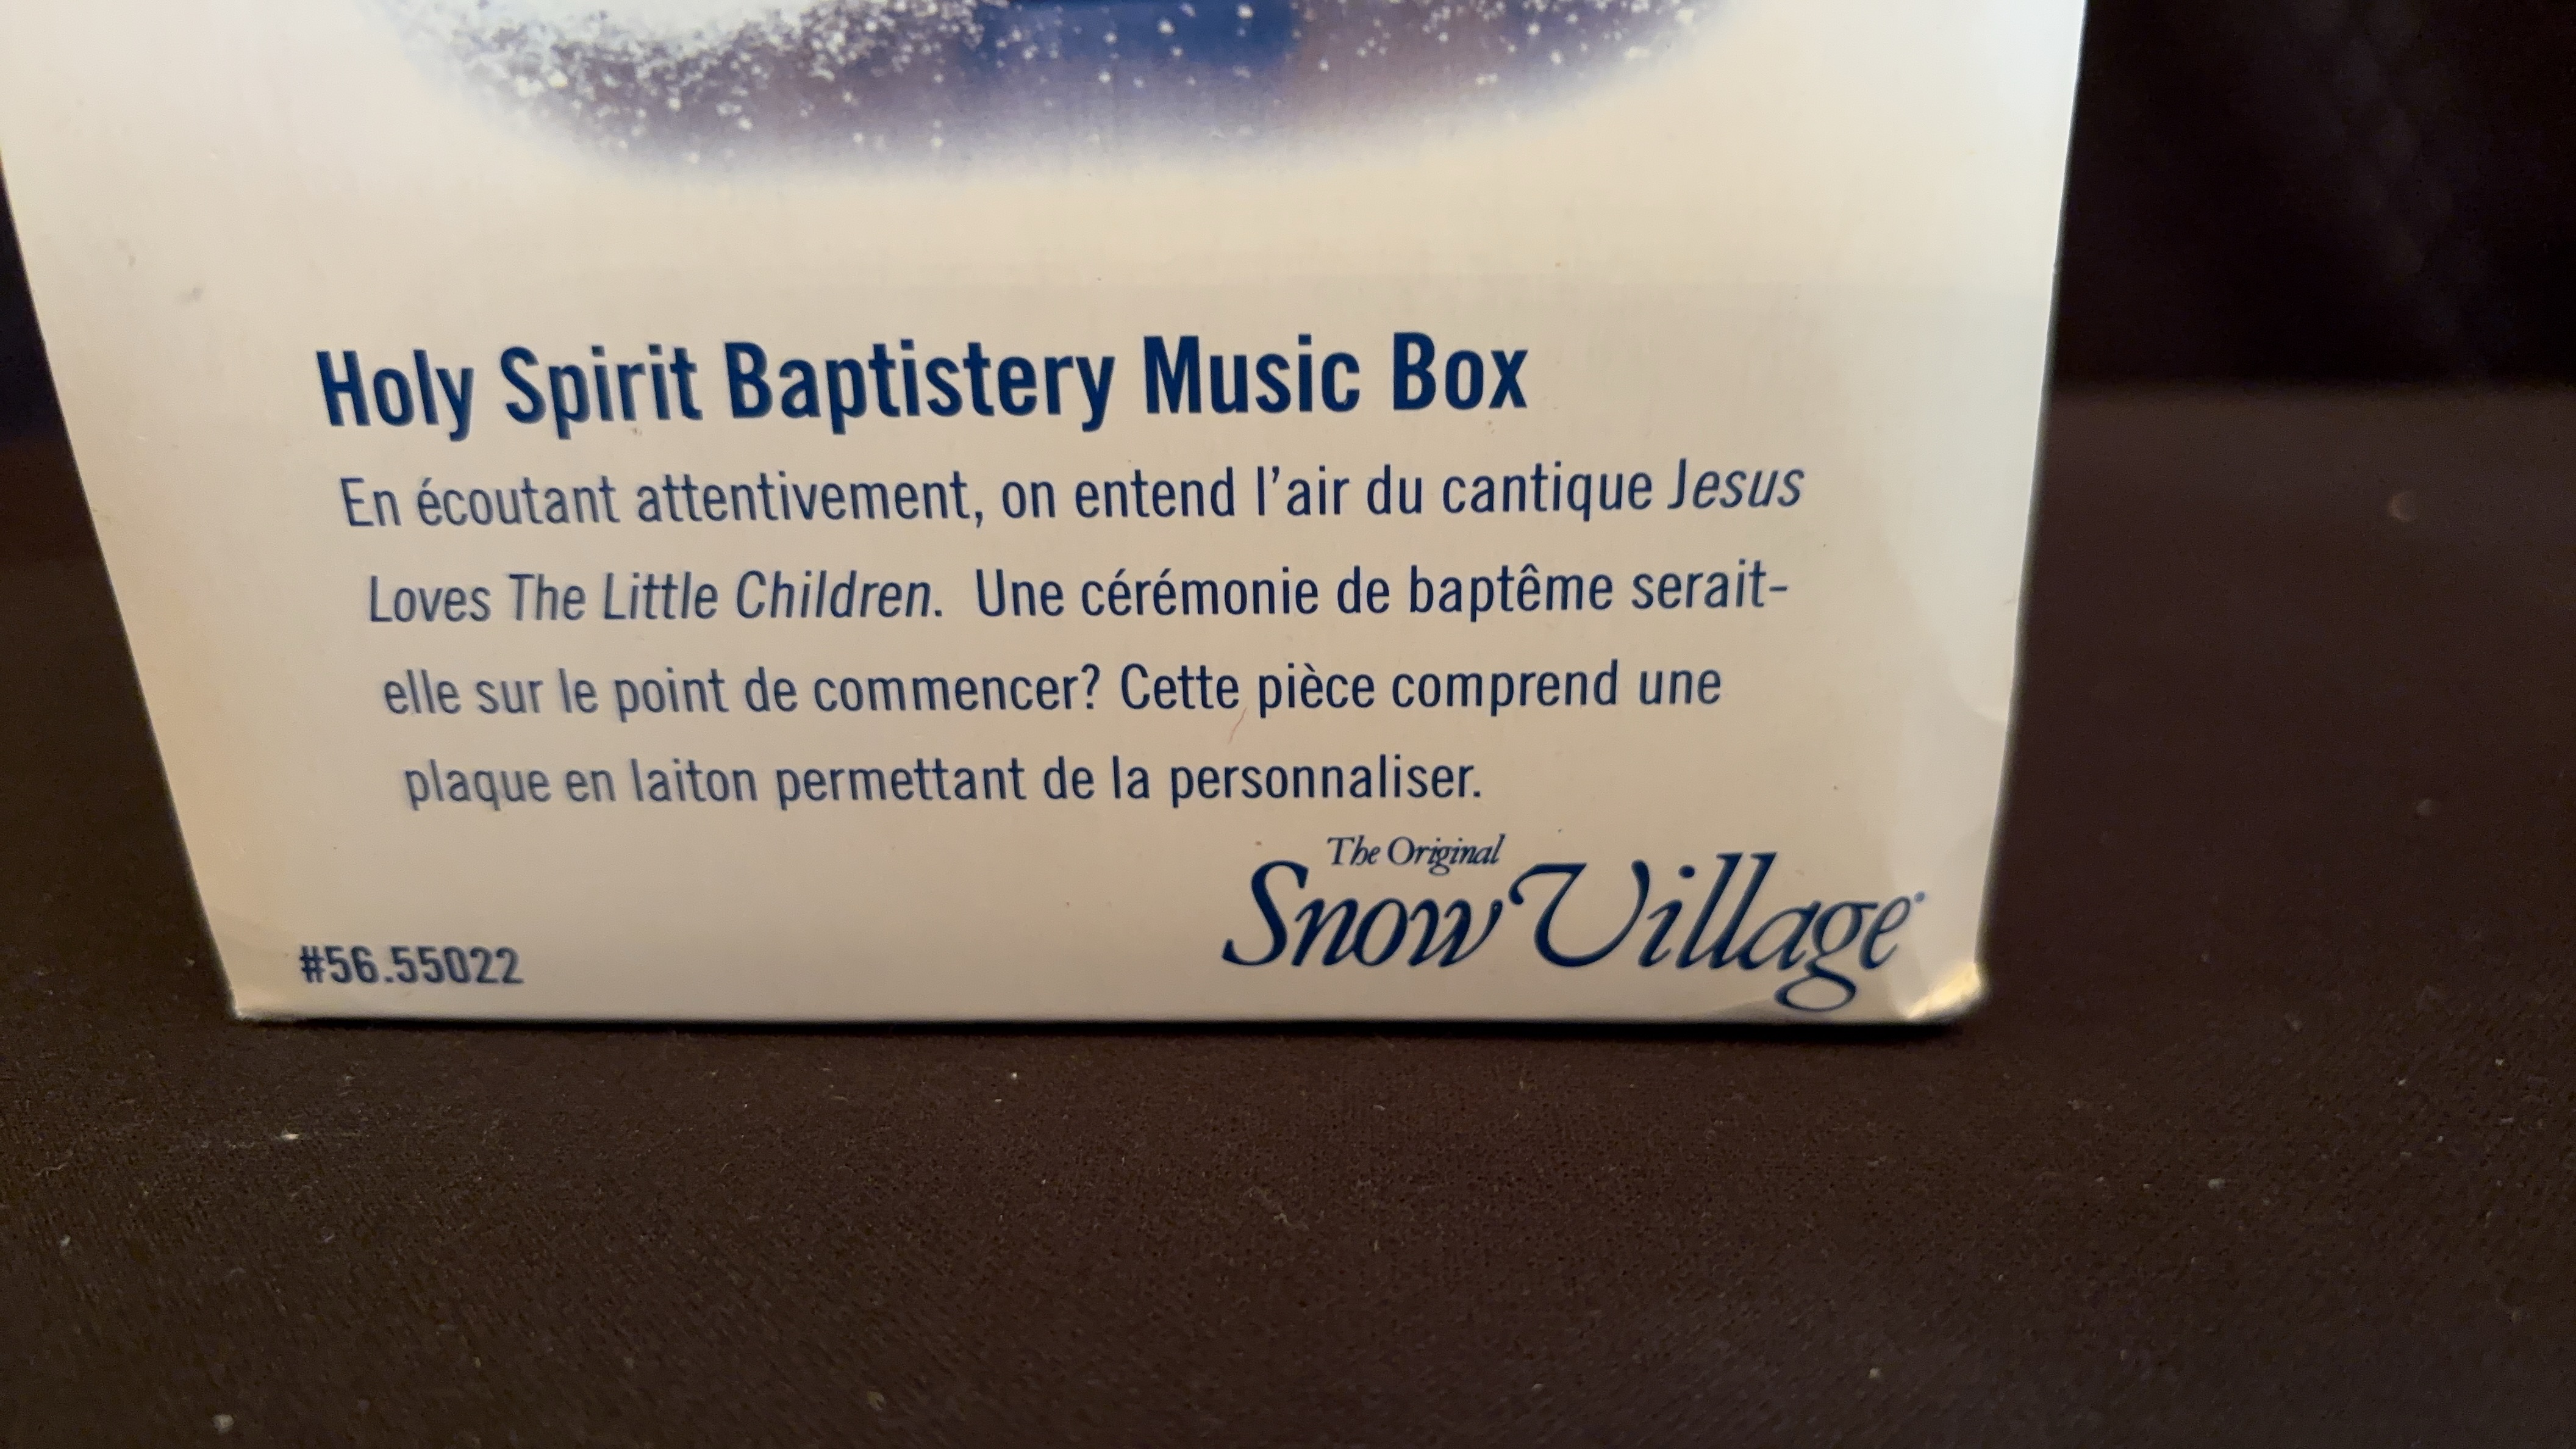 Holy Spirit Baptistery Music Box
En écoutant attentivement, on entend l'air du cantique Jesus
Loves The Little Children. Une cérémonie de baptême serait-
elle sur le point de commencer? Cette pièce comprend une
plaque en laiton permettant de la personnaliser.
The Original
Snow Village
#56.55022